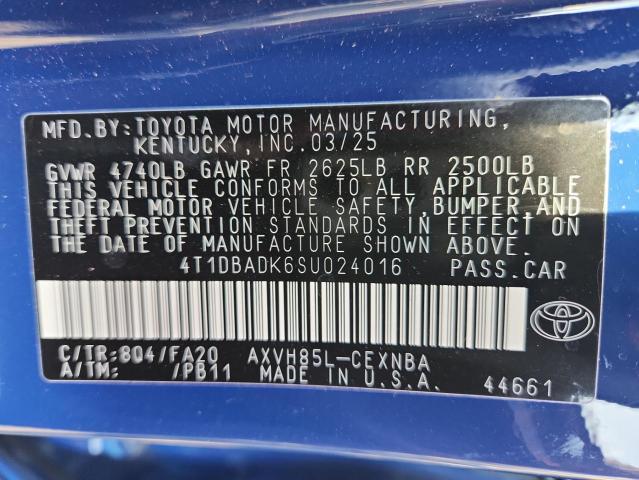 MFD.BY:TOYOTA MOTOR MANUFACTURING,
KENTUCKY,INC.03/25
GVWR 4740LB GAWR FR 2625LB RR 2500LB
THIS VEHICLE CONFORMS TO ALL APPLICABLE
FEDERAL MOTOR VEHICLE SAFETY,BUMPER,AND
THEFT PREVENTION STANDARDS IN EFFECT ON
THE DATE OF MANUFACTURE SHOWN ABOVE.
4T1DBADK6SU024016 PASS.CAR
C/TR:804/FA20 AXVH85L-CEXNBA
A/TM: /PB11 MADE IN U.S.A. 44661